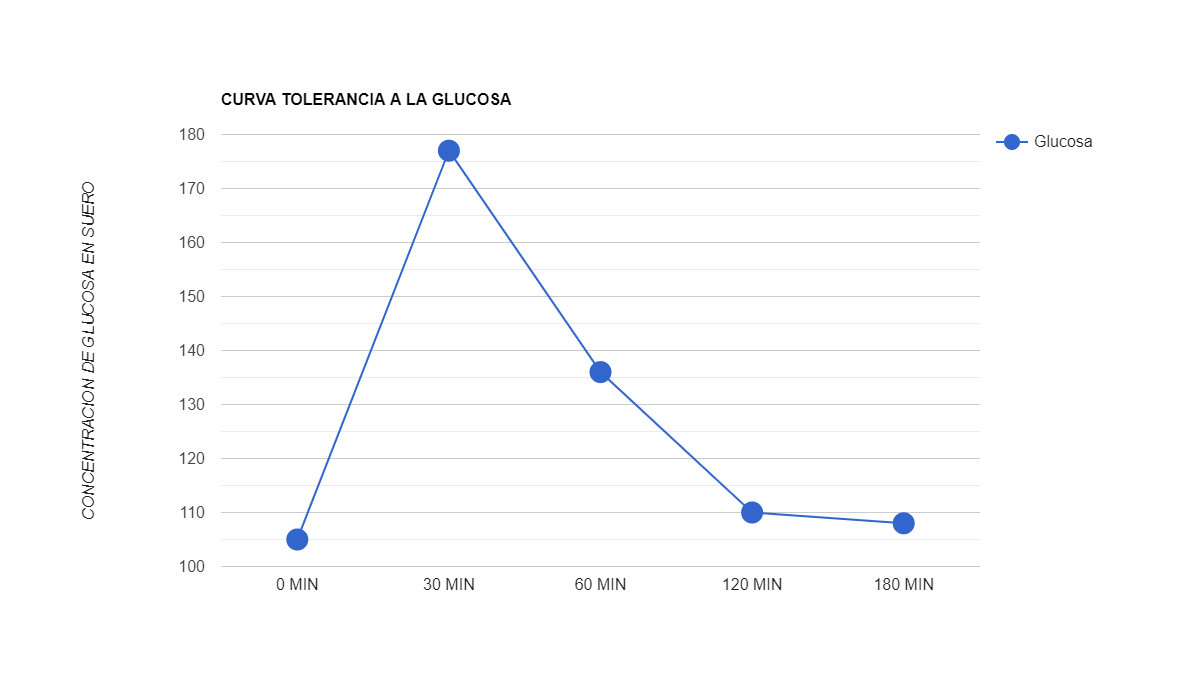 CURVA TOLERANCIA A LA GLUCOSA
Glucosa
CONCENTRACION DE GLUCOSA EN SUERO
180
170
160
150
140
130
120
110
100
0 MIN
30 MIN
60 MIN
120 MIN
180 MIN